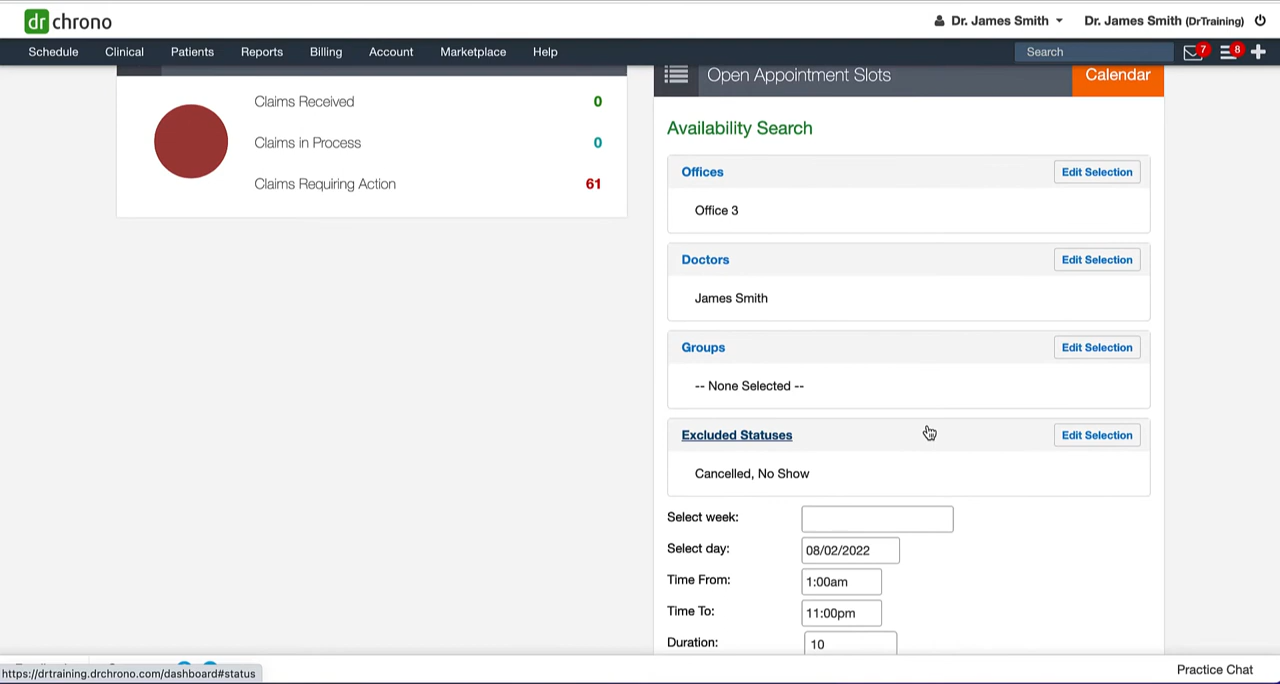 dr chrono
Dr. James Smith
Dr. James Smith (DrTraining)
Schedule Clinical Patients Reports Billing Account Marketplace Help
Search
7
8
Claims Received 0
Claims in Process 0
Claims Requiring Action 61
Open Appointment Slots
Calendar
Availability Search
Offices
Edit Selection
Office 3
Doctors
Edit Selection
James Smith
Groups
Edit Selection
-- None Selected --
Excluded Statuses
Edit Selection
Cancelled, No Show
Select week:
Select day: 08/02/2022
Time From: 1:00am
Time To: 11:00pm
Duration: 10
https://drtraining.drchrono.com/dashboard#status
Practice Chat